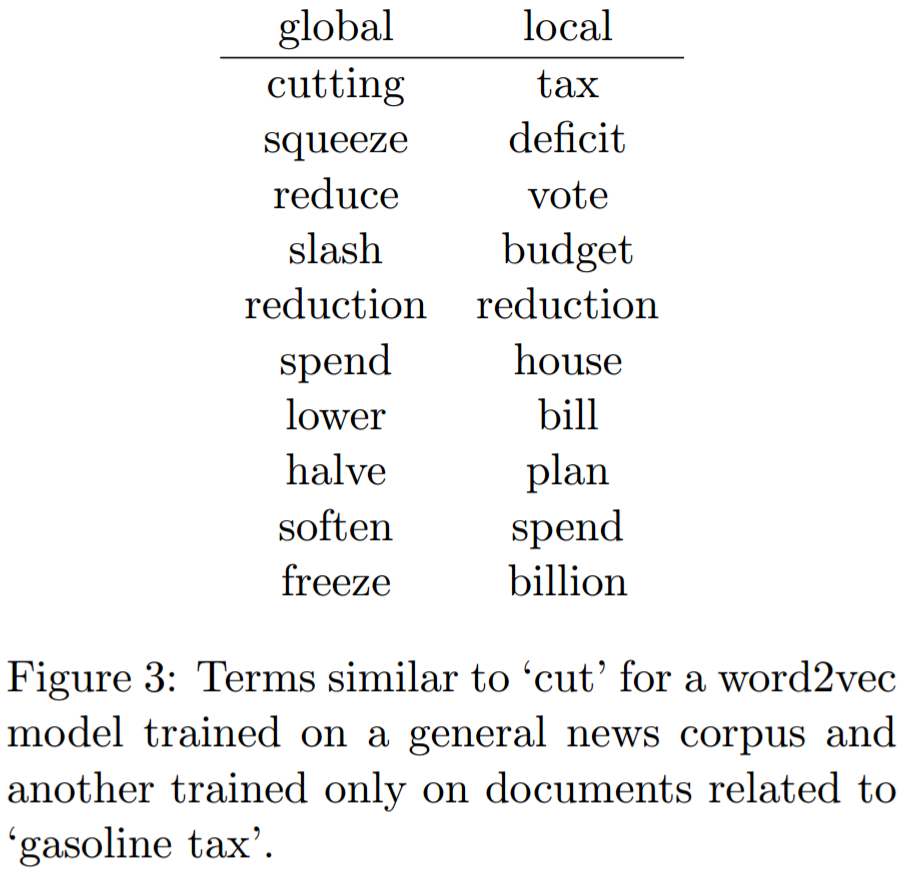 global local
cutting tax
squeeze deficit
reduce vote
slash budget
reduction reduction
spend house
lower bill
halve plan
soften spend
freeze billion
Figure 3: Terms similar to ‘cut’ for a word2vec
model trained on a general news corpus and
another trained only on documents related to
‘gasoline tax’.